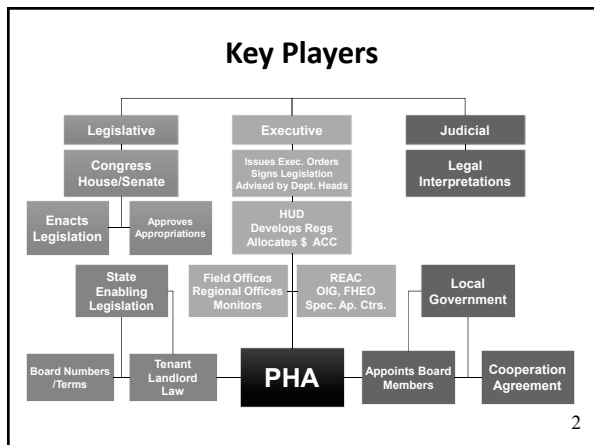 Key Players
Legislative
Executive
Judicial
Congress
House/Senate
Issues Exec. Orders
Signs Legislation
Advised by Dept. Heads
Legal
Interpretations
Enacts
Legislation
Approves
Appropriations
HUD
Develops Regs
Allocates $ ACC
State
Enabling
Legislation
Field Offices
Regional Offices
Monitors
REAC
OIG, FHEO
Spec. Ap. Ctrs.
Local
Government
Board Numbers
/Terms
Tenant
Landlord
Law
PHA
Appoints Board
Members
Cooperation
Agreement
2